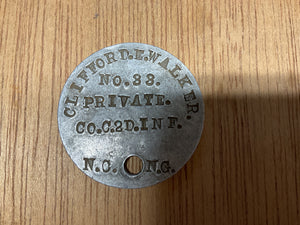 CLIFFORD.E.WALKER.
No.33.
PRIVATE.
Co.C.2D.INF.
N.C. N.G.